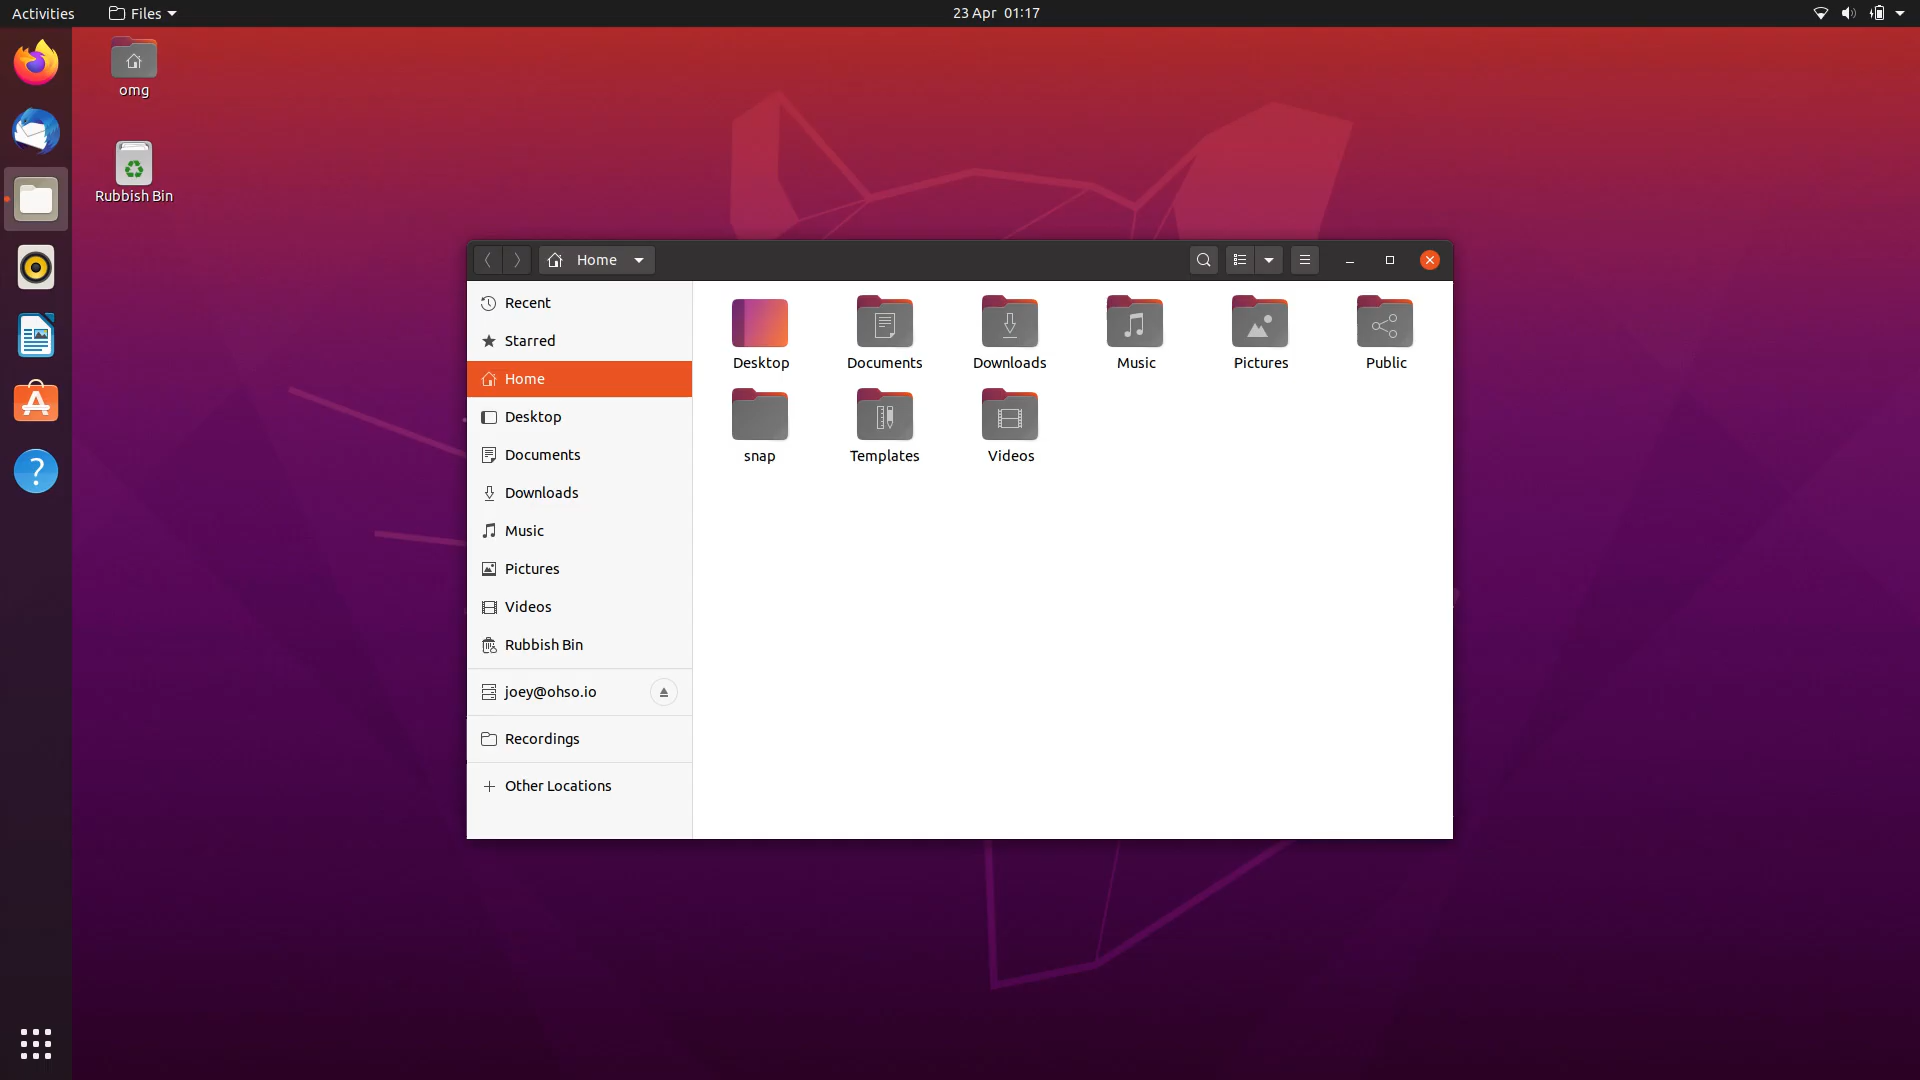 Activities
Files
23 Apr 01:17
omg
Rubbish Bin
Home
Recent
Starred
Home
Desktop
Documents
Downloads
Music
Pictures
Videos
Rubbish Bin
joey@ohso.io
Recordings
Other Locations
Desktop
Documents
Downloads
Music
Pictures
Public
snap
Templates
Videos